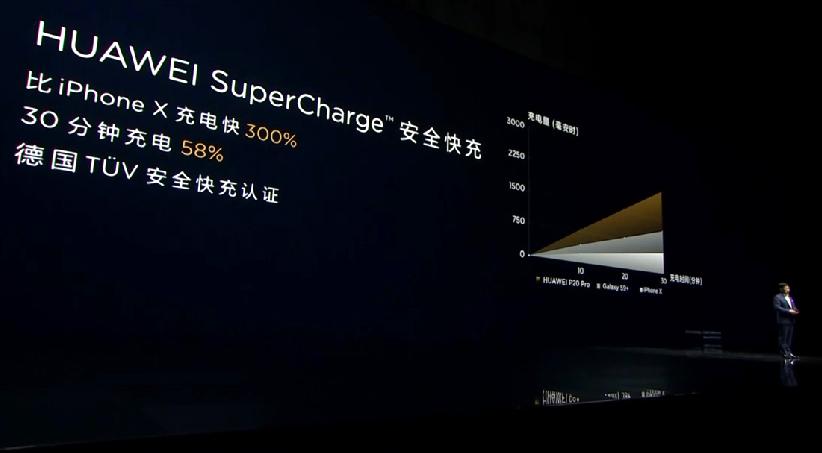 HUAWEI SuperCharge™ 安全快充
比 iPhone X 充电快 300%
30 分钟充电 58%
德国 TÜV 安全快充认证
充电量 (毫安时)
3000
2250
1500
750
0
10
20
30
充电时间(分钟)
HUAWEI P20 Pro
Galaxy S9+
iPhone X